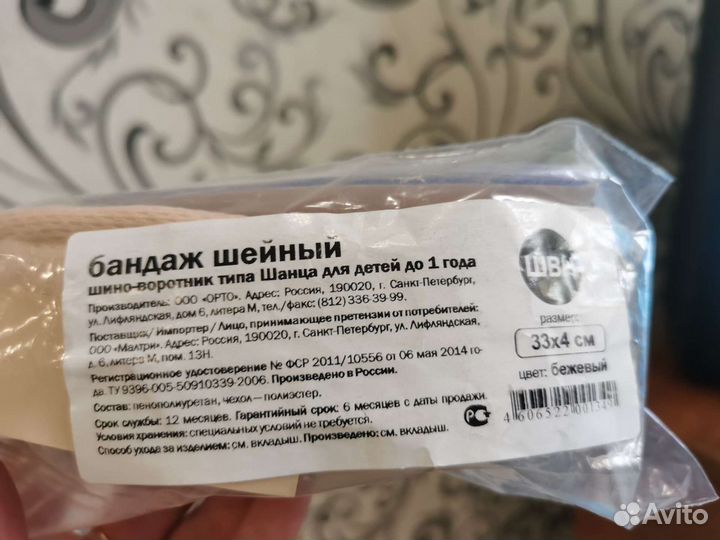 бандаж шейный
шино-воротник типа Шанца для детей до 1 года
Производитель: ООО «ОРТО». Адрес: Россия, 190020, г. Санкт-Петербург,
ул. Лифляндская, дом 6, литера М, тел./факс: (812) 336-39-99.
Поставщик/ Импортер / Лицо, принимающее претензии от потребителей:
ООО «Малтри». Адрес: Россия, 190020, г. Санкт-Петербург, ул. Лифляндская,
д. 6, литера М, пом. 13Н.
Регистрационное удостоверение № ФСР 2011/10556 от 06 мая 2014 го-
да. ТУ 9396-005-50910339-2006. Произведено в России.
Состав: пенополиуретан, чехол—полиэстер.
Срок службы: 12 месяцев. Гарантийный срок: 6 месяцев с даты продажи.
Условия хранения: специальных условий не требуется.
Способ ухода за изделием: см. вкладыш. Произведено: см. вкладыш.
размер:
33x4 см
цвет: бежевый
РСТ
Avito